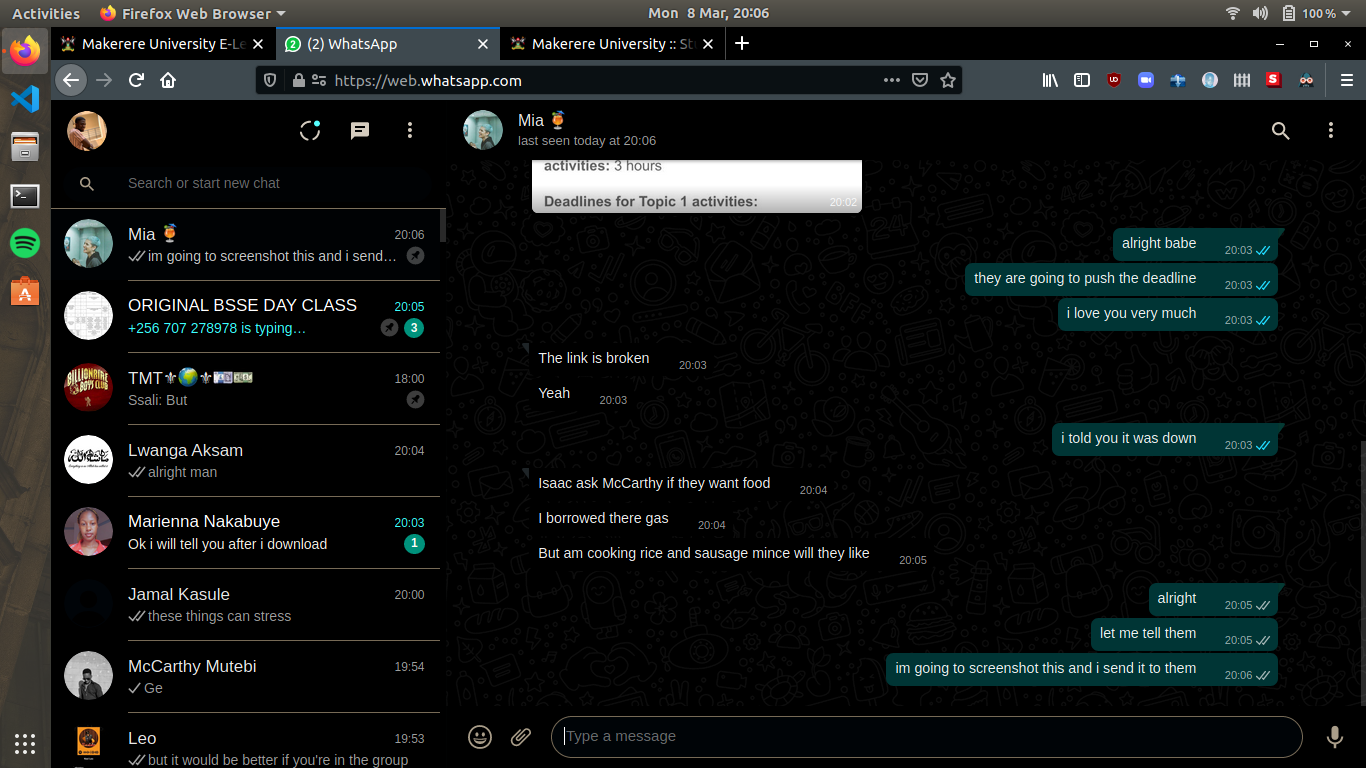 Activities
Firefox Web Browser
Mon 8 Mar, 20:06
100 %
Makerere University E-Le
(2) WhatsApp
Makerere University :: St
https://web.whatsapp.com
Search or start new chat
Mia 🍹
20:06
im going to screenshot this and i send…
ORIGINAL BSSE DAY CLASS
20:05
+256 707 278978 is typing…
3
TMT⚜🌍⚜💷💵
18:00
Ssali: But
BILLIONAIRE BOYS CLUB
Lwanga Aksam
20:04
alright man
Marienna Nakabuye
20:03
Ok i will tell you after i download
1
Jamal Kasule
20:00
these things can stress
McCarthy Mutebi
19:54
Ge
Leo
19:53
but it would be better if you're in the group
Mia 🍹
last seen today at 20:06
activities: 3 hours
Deadlines for Topic 1 activities:
20:02
alright babe 20:03
they are going to push the deadline 20:03
i love you very much 20:03
The link is broken 20:03
Yeah 20:03
i told you it was down 20:03
Isaac ask McCarthy if they want food 20:04
I borrowed there gas 20:04
But am cooking rice and sausage mince will they like 20:05
alright 20:05
let me tell them 20:05
im going to screenshot this and i send it to them 20:06
Type a message